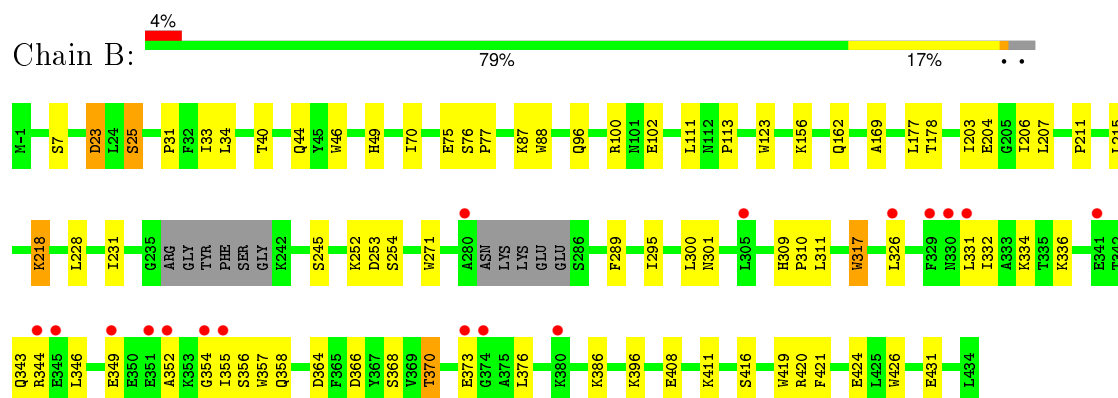 4%
Chain B:
79%
17%
M-1 S7 D23 L24 S25 P31 F32 I33 L34 T40 Q44 Y45 W46 H49 I70 E75 S76 P77 K87 W88 Q96 R100 N101 E102 L111 N112 P113 W123 K156 Q162 A169 L177 T178 I203 E204 G205 I206 L207 P211 L215
K218 L228 I231 G235 ARG GLY TYR PHE SER GLY K242 S245 K252 D253 S254 W271 A280 ASN LYS LYS GLU GLU S286 F289 I295 L300 N301 L305 H309 P310 L311 W317 L326 F329 N330 L331 I332 A333 K334 T335 K336 E341 T342
Q343 R344 E345 L346 E349 E350 E351 A352 K353 G354 I355 S356 W357 Q358 D364 F365 D366 Y367 S368 V369 T370 E373 G374 A375 L376 K380 K386 K396 E408 K411 S416 W419 R420 F421 E424 L425 W426 E431 L434